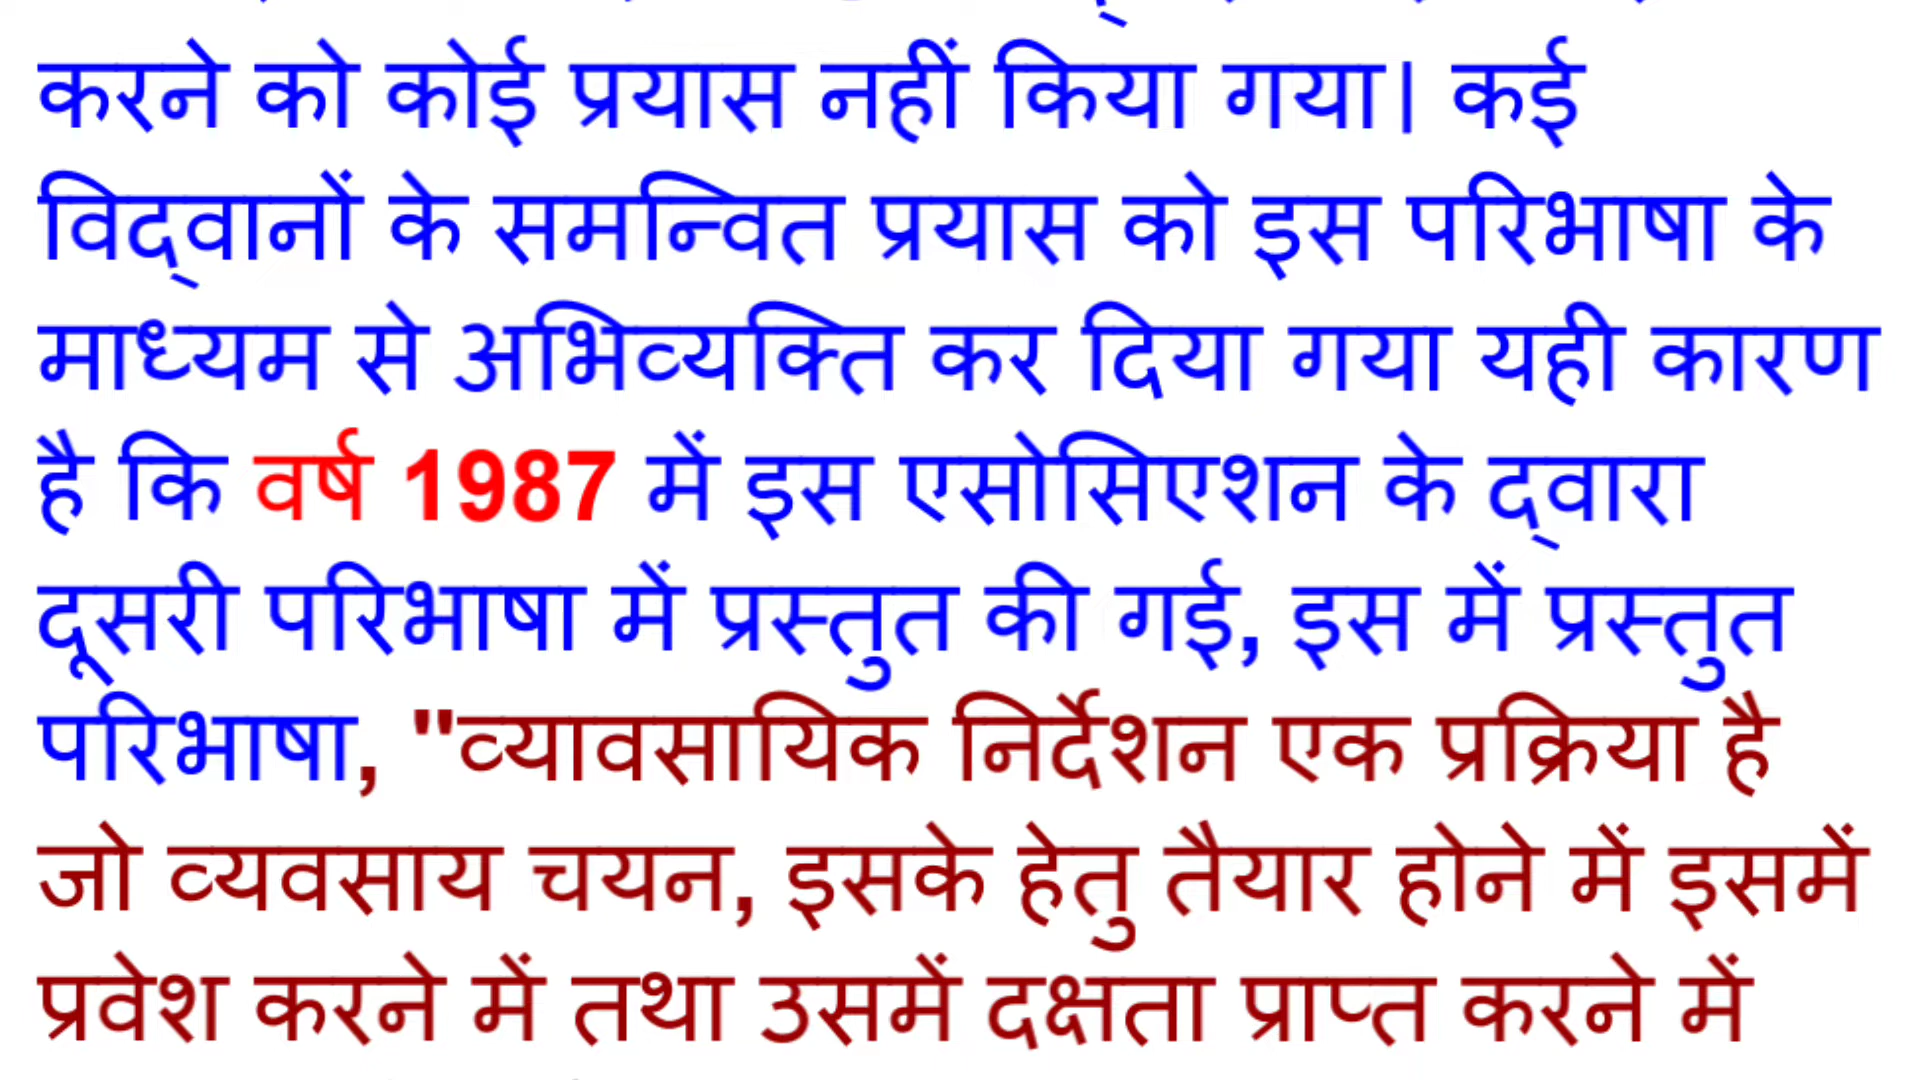 करने को कोई प्रयास नहीं किया गया। कई
विद्‌वानों के समन्वित प्रयास को इस परिभाषा के
माध्यम से अभिव्यक्ति कर दिया गया यही कारण
है कि वर्ष 1987 में इस एसोसिएशन के द्‌वारा
दूसरी परिभाषा में प्रस्तुत की गई, इस में प्रस्तुत
परिभाषा, "व्यावसायिक निर्देशन एक प्रक्रिया है
जो व्यवसाय चयन, इसके हेतु तैयार होने में इसमें
प्रवेश करने में तथा उसमें दक्षता प्राप्त करने में